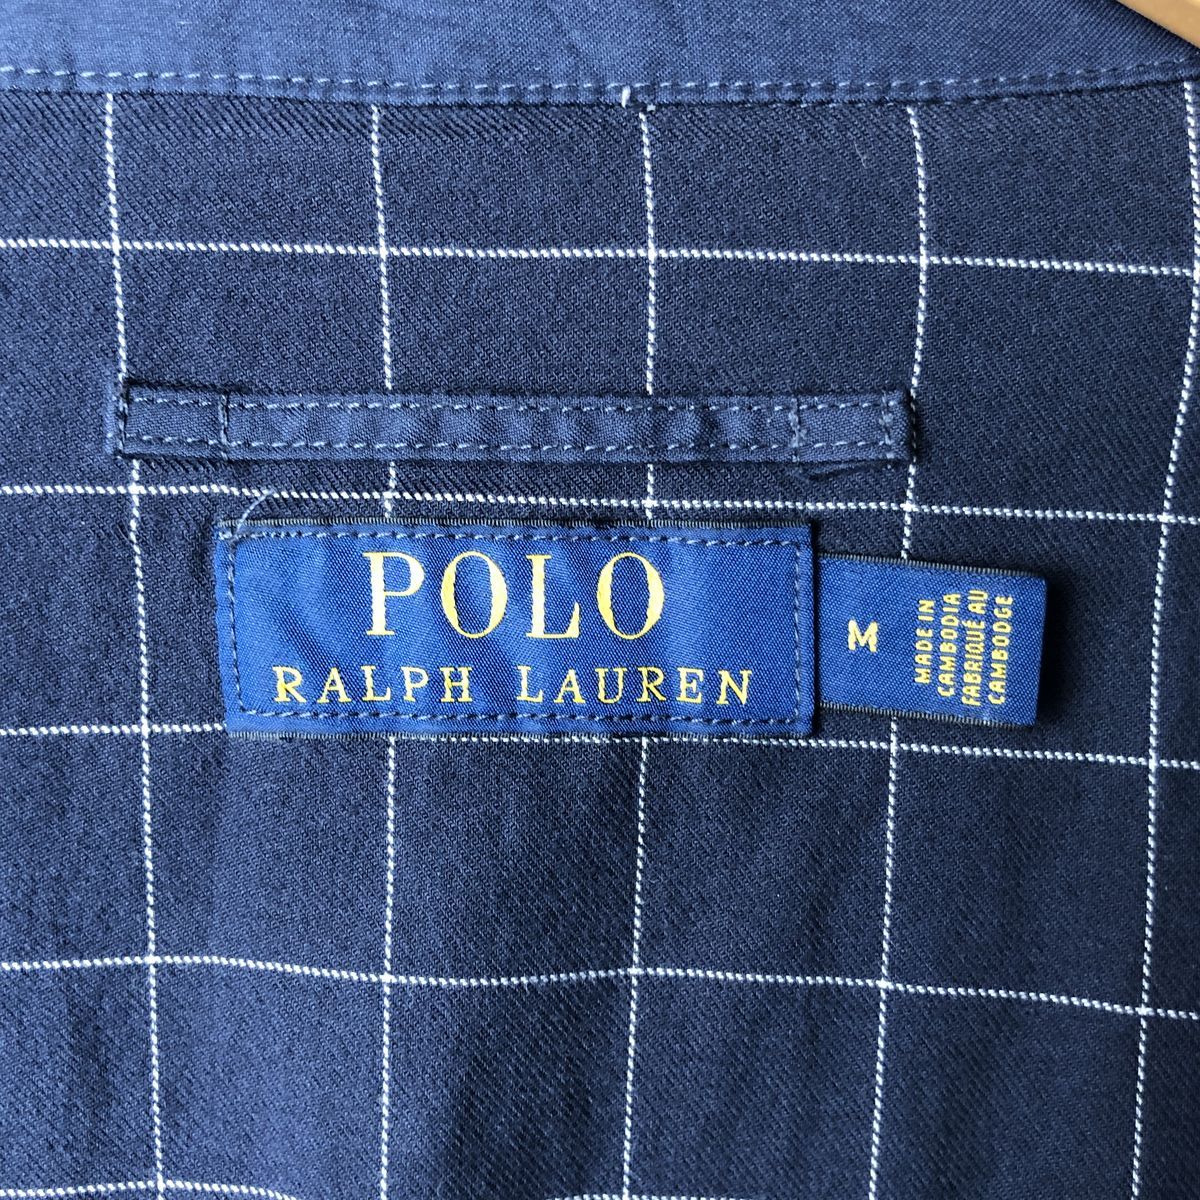 POLO
RALPH LAUREN
M
MADE IN
CAMBODIA
FABRIQUÉ AU
CAMBODGE